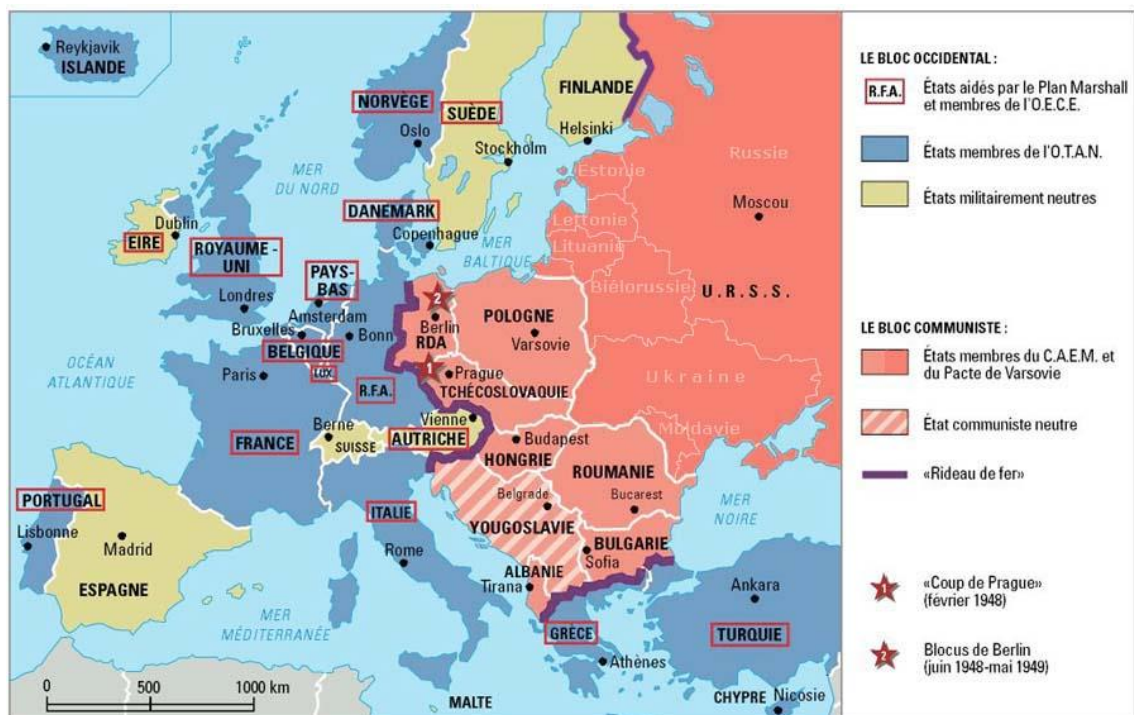 Reykjavik
ISLANDE
NORVÈGE
Oslo
SUÈDE
Stockholm
FINLANDE
Helsinki
Estonie
Russie
Moscou
MER
DU NORD
Lettonie
Lituanie
Biélorussie
U.R.S.S.
Dublin
EIRE
ROYAUME-
UNI
Londres
DANEMARK
Copenhague
MER
BALTIQUE
PAYS-
BAS
Amsterdam
Bruxelles
BELGIQUE
LUX.
Bonn
R.F.A.
2
Berlin
RDA
POLOGNE
Varsovie
1
Prague
TCHÉCOSLOVAQUIE
Ukraine
Moldavie
OCÉAN
ATLANTIQUE
Paris
FRANCE
Berne
SUISSE
Vienne
AUTRICHE
Budapest
HONGRIE
ROUMANIE
Bucarest
Belgrade
YOUGOSLAVIE
BULGARIE
Sofia
MER
NOIRE
PORTUGAL
Lisbonne
Madrid
ESPAGNE
ITALIE
Rome
ALBANIE
Tirana
GRÈCE
Athènes
Ankara
TURQUIE
MER
MÉDITERRANÉE
MALTE
CHYPRE
Nicosie
0 500 1000 km
LE BLOC OCCIDENTAL :
R.F.A.
États aidés par le Plan Marshall
et membres de l'O.E.C.E.
États membres de l'O.T.A.N.
États militairement neutres
LE BLOC COMMUNISTE :
États membres du C.A.E.M. et
du Pacte de Varsovie
État communiste neutre
«Rideau de fer»
1
«Coup de Prague»
(février 1948)
2
Blocus de Berlin
(juin 1948-mai 1949)